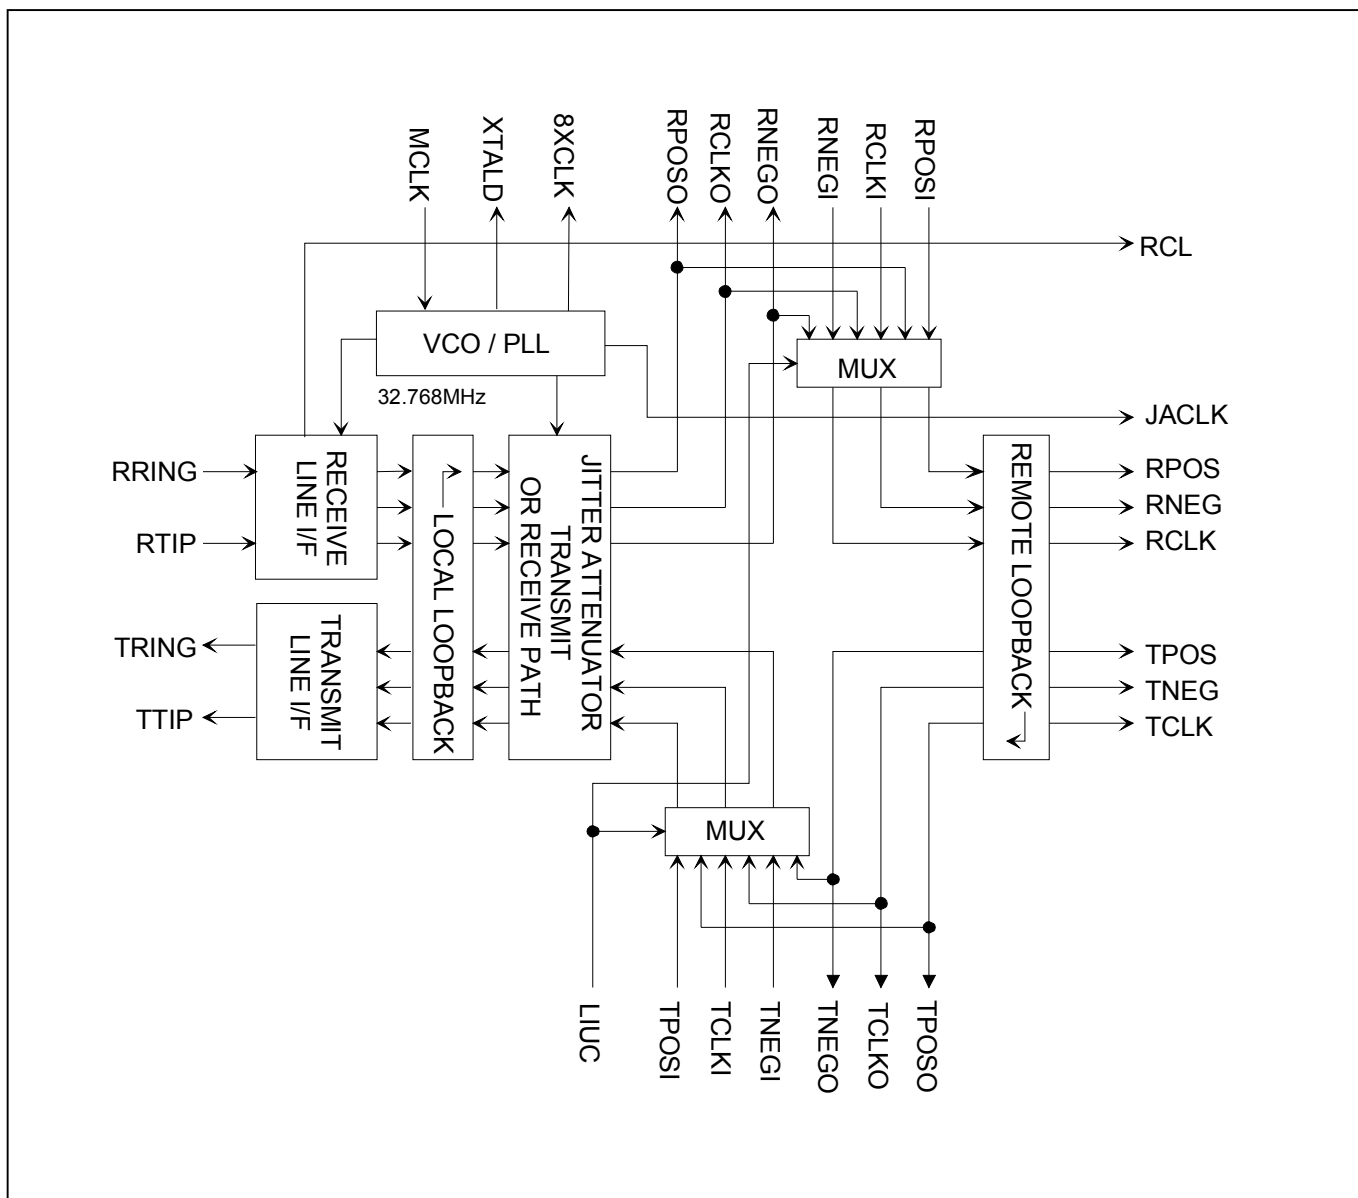 MCLK
XTALD
8XCLK
RPOSO
RCLKO
RNEGO
RNEGI
RCLKI
RPOSI
RCL
VCO / PLL
MUX
32.768MHz
JACLK
RRING
RTIP
RECEIVE
LINE I/F
LOCAL LOOPBACK
JITTER ATTENUATOR
TRANSMIT
OR RECEIVE PATH
REMOTE LOOPBACK
RPOS
RNEG
RCLK
TRING
TTIP
TRANSMIT
LINE I/F
TPOS
TNEG
TCLK
MUX
LIUC
TPOSI
TCLKI
TNEGI
TNEGO
TCLKO
TPOSO